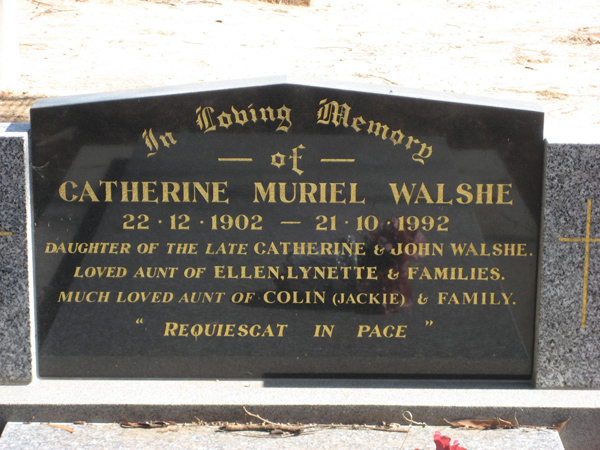 In Loving Memory
— of —
CATHERINE MURIEL WALSHE
22·12·1902 — 21·10·1992
DAUGHTER OF THE LATE CATHERINE & JOHN WALSHE.
LOVED AUNT OF ELLEN, LYNETTE & FAMILIES.
MUCH LOVED AUNT OF COLIN (JACKIE) & FAMILY.
" REQUIESCAT IN PACE "